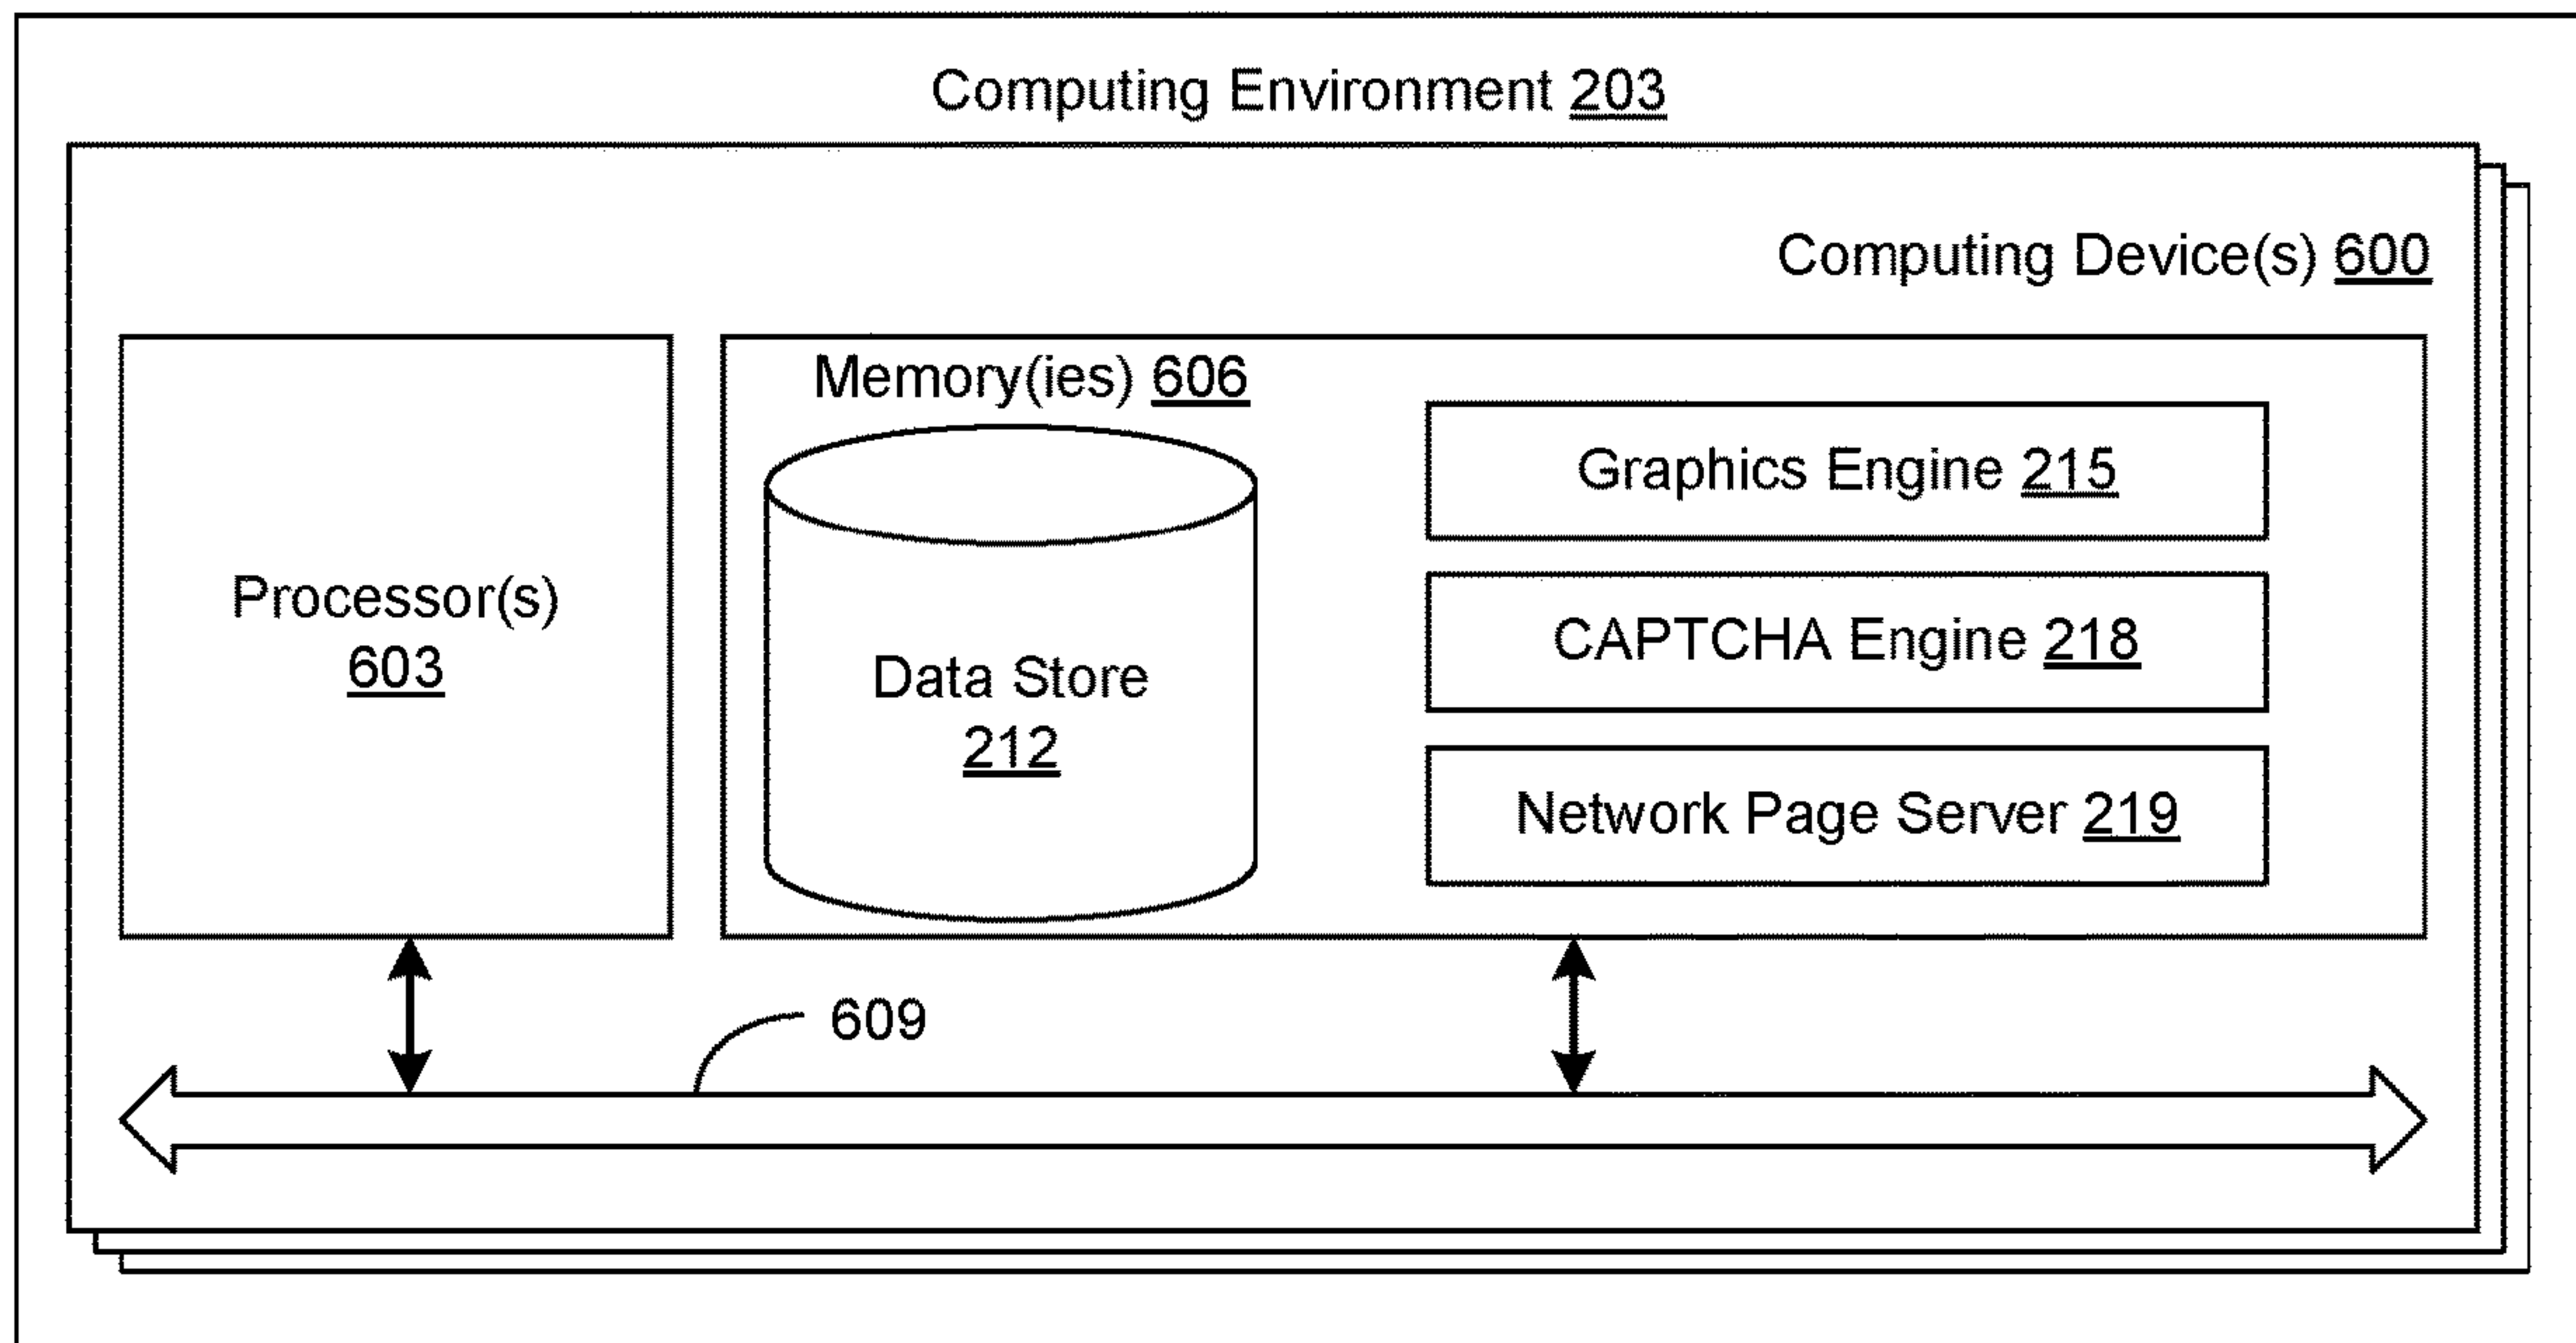 Computing Environment 203
Computing Device(s) 600
Processor(s)
603
Memory(ies) 606
Data Store
212
Graphics Engine 215
CAPTCHA Engine 218
Network Page Server 219
609